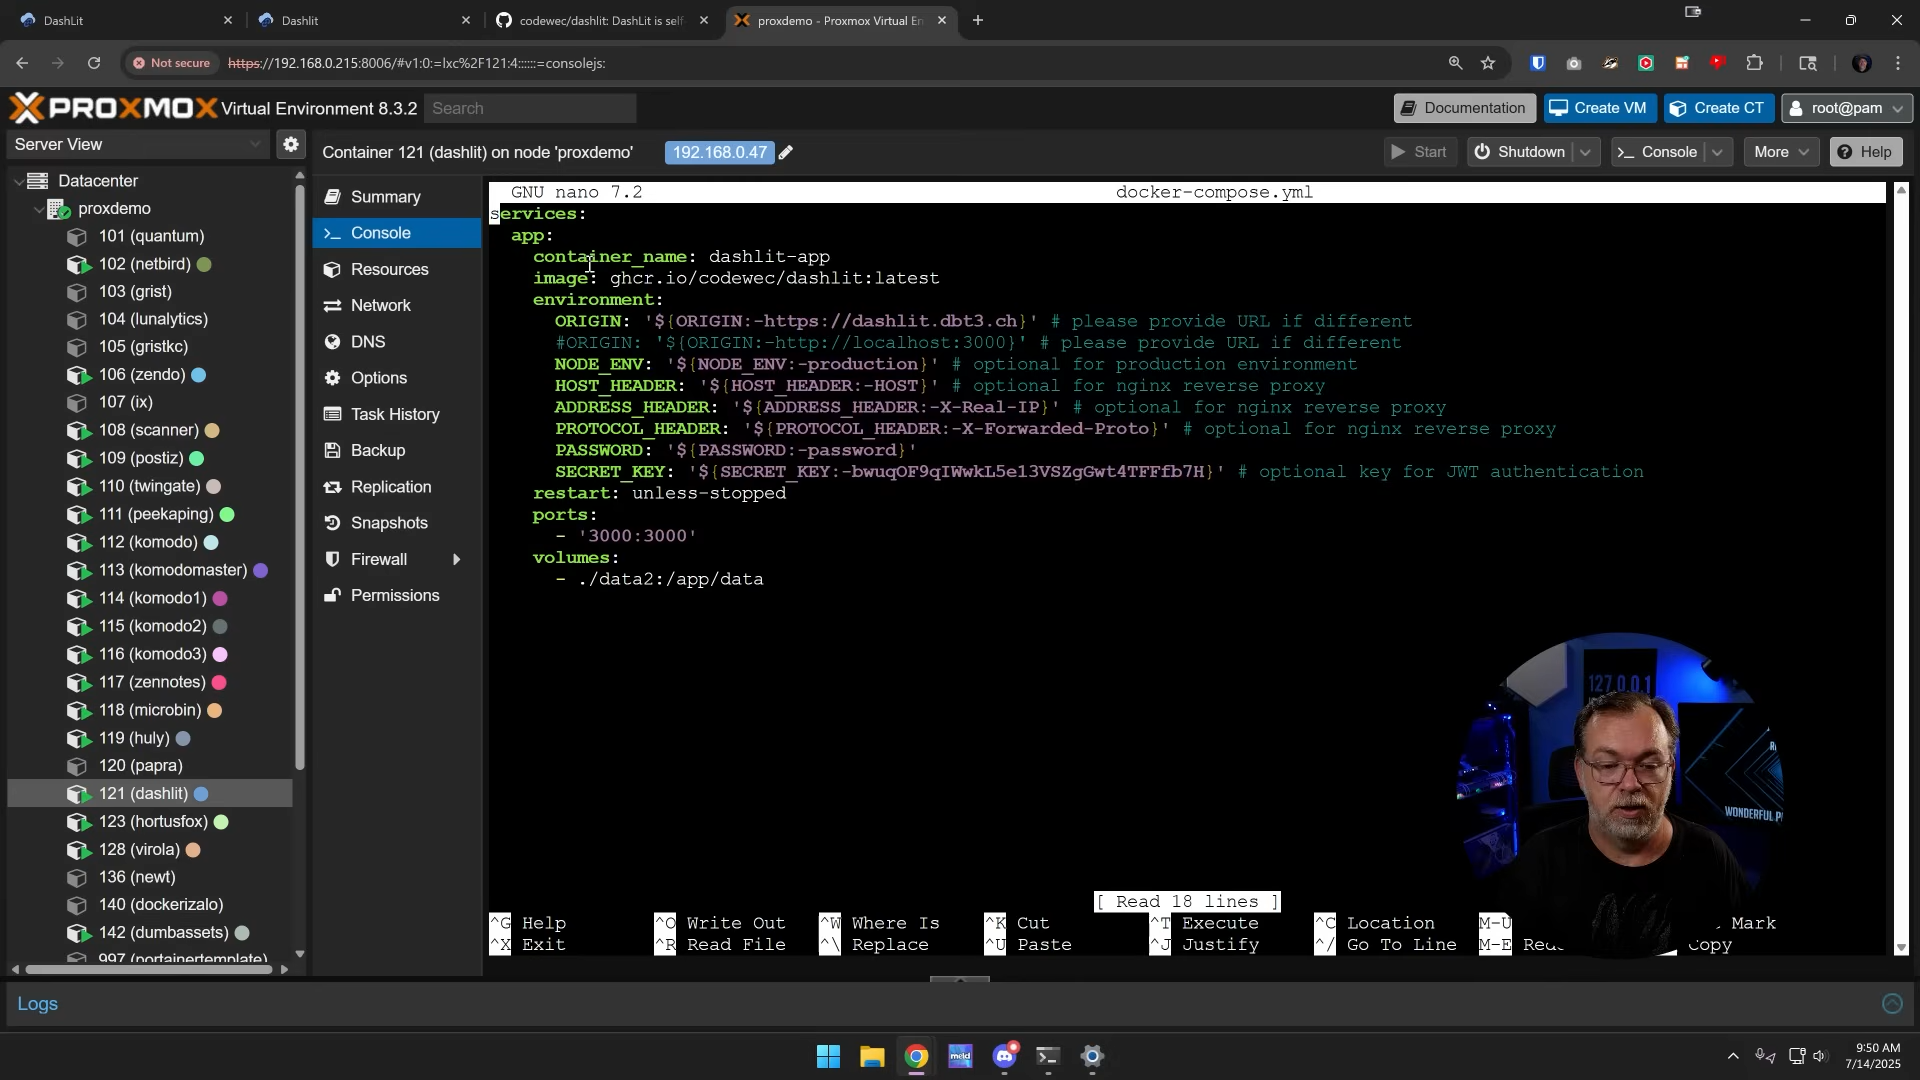 DashLit
Dashlit
codewec/dashlit: DashLit is self
proxdemo - Proxmox Virtual En
Not secure
https://192.168.0.215:8006/#v1:0:=lxc%2F121:4::::::=consolejs:
PROXMOX
Virtual Environment 8.3.2
Search
Documentation
Create VM
Create CT
root@pam
Server View
Container 121 (dashlit) on node 'proxdemo'
192.168.0.47
Start
Shutdown
Console
More
Help
Datacenter
proxdemo
101 (quantum)
102 (netbird)
103 (grist)
104 (lunalytics)
105 (gristkc)
106 (zendo)
107 (ix)
108 (scanner)
109 (postiz)
110 (twingate)
111 (peekaping)
112 (komodo)
113 (komodomaster)
114 (komodo1)
115 (komodo2)
116 (komodo3)
117 (zennotes)
118 (microbin)
119 (huly)
120 (papra)
121 (dashlit)
123 (hortusfox)
128 (virola)
136 (newt)
140 (dockerizalo)
142 (dumbassets)
997 (portainertemplate)
Summary
Console
Resources
Network
DNS
Options
Task History
Backup
Replication
Snapshots
Firewall
Permissions
GNU nano 7.2
docker-compose.yml
services:
  app:
    container_name: dashlit-app
    image: ghcr.io/codewec/dashlit:latest
    environment:
      ORIGIN: '${ORIGIN:-https://dashlit.dbt3.ch}' # please provide URL if different
      #ORIGIN: '${ORIGIN:-http://localhost:3000}' # please provide URL if different
      NODE_ENV: '${NODE_ENV:-production}' # optional for production environment
      HOST_HEADER: '${HOST_HEADER:-HOST}' # optional for nginx reverse proxy
      ADDRESS_HEADER: '${ADDRESS_HEADER:-X-Real-IP}' # optional for nginx reverse proxy
      PROTOCOL_HEADER: '${PROTOCOL_HEADER:-X-Forwarded-Proto}' # optional for nginx reverse proxy
      PASSWORD: '${PASSWORD:-password}'
      SECRET_KEY: '${SECRET_KEY:-bwuqOF9qIWwkL5e13VSZgGwt4TFFfb7H}' # optional key for JWT authentication
    restart: unless-stopped
    ports:
      - '3000:3000'
    volumes:
      - ./data2:/app/data
127.0.0.1
WONDERFUL
[ Read 18 lines ]
^G Help ^O Write Out ^W Where Is ^K Cut ^T Execute ^C Location M-U Mark
^X Exit ^R Read File ^\ Replace ^U Paste ^J Justify ^/ Go To Line M-E Copy
Logs
meld
9:50 AM
7/14/2025